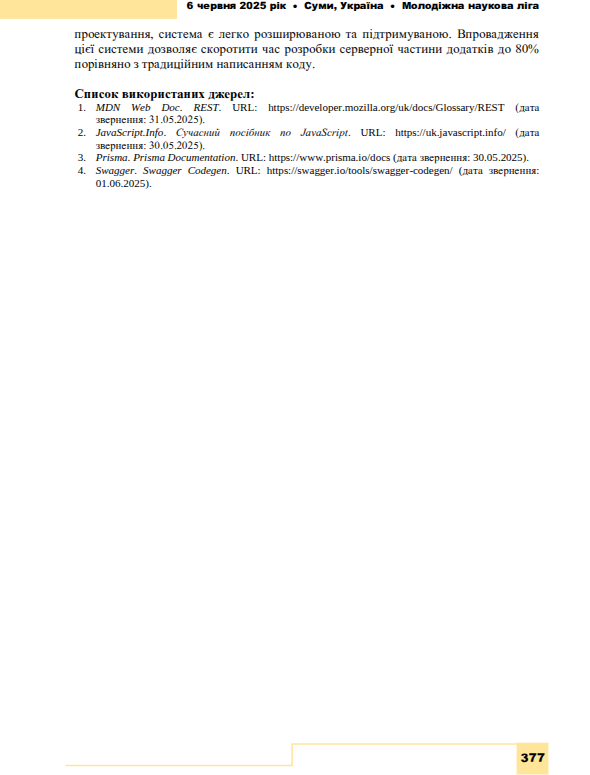 6 червня 2025 рік • Суми, Україна • Молодіжна наукова ліга
проектування, система є легко розширюваною та підтримуваною. Впровадження
цієї системи дозволяє скоротити час розробки серверної частини додатків до 80%
порівняно з традиційним написанням коду.
Список використаних джерел:
1. MDN Web Doc. REST. URL: https://developer.mozilla.org/uk/docs/Glossary/REST (дата
звернення: 31.05.2025).
2. JavaScript.Info. Сучасний посібник по JavaScript. URL: https://uk.javascript.info/ (дата
звернення: 30.05.2025).
3. Prisma. Prisma Documentation. URL: https://www.prisma.io/docs (дата звернення: 30.05.2025).
4. Swagger. Swagger Codegen. URL: https://swagger.io/tools/swagger-codegen/ (дата звернення:
01.06.2025).
377